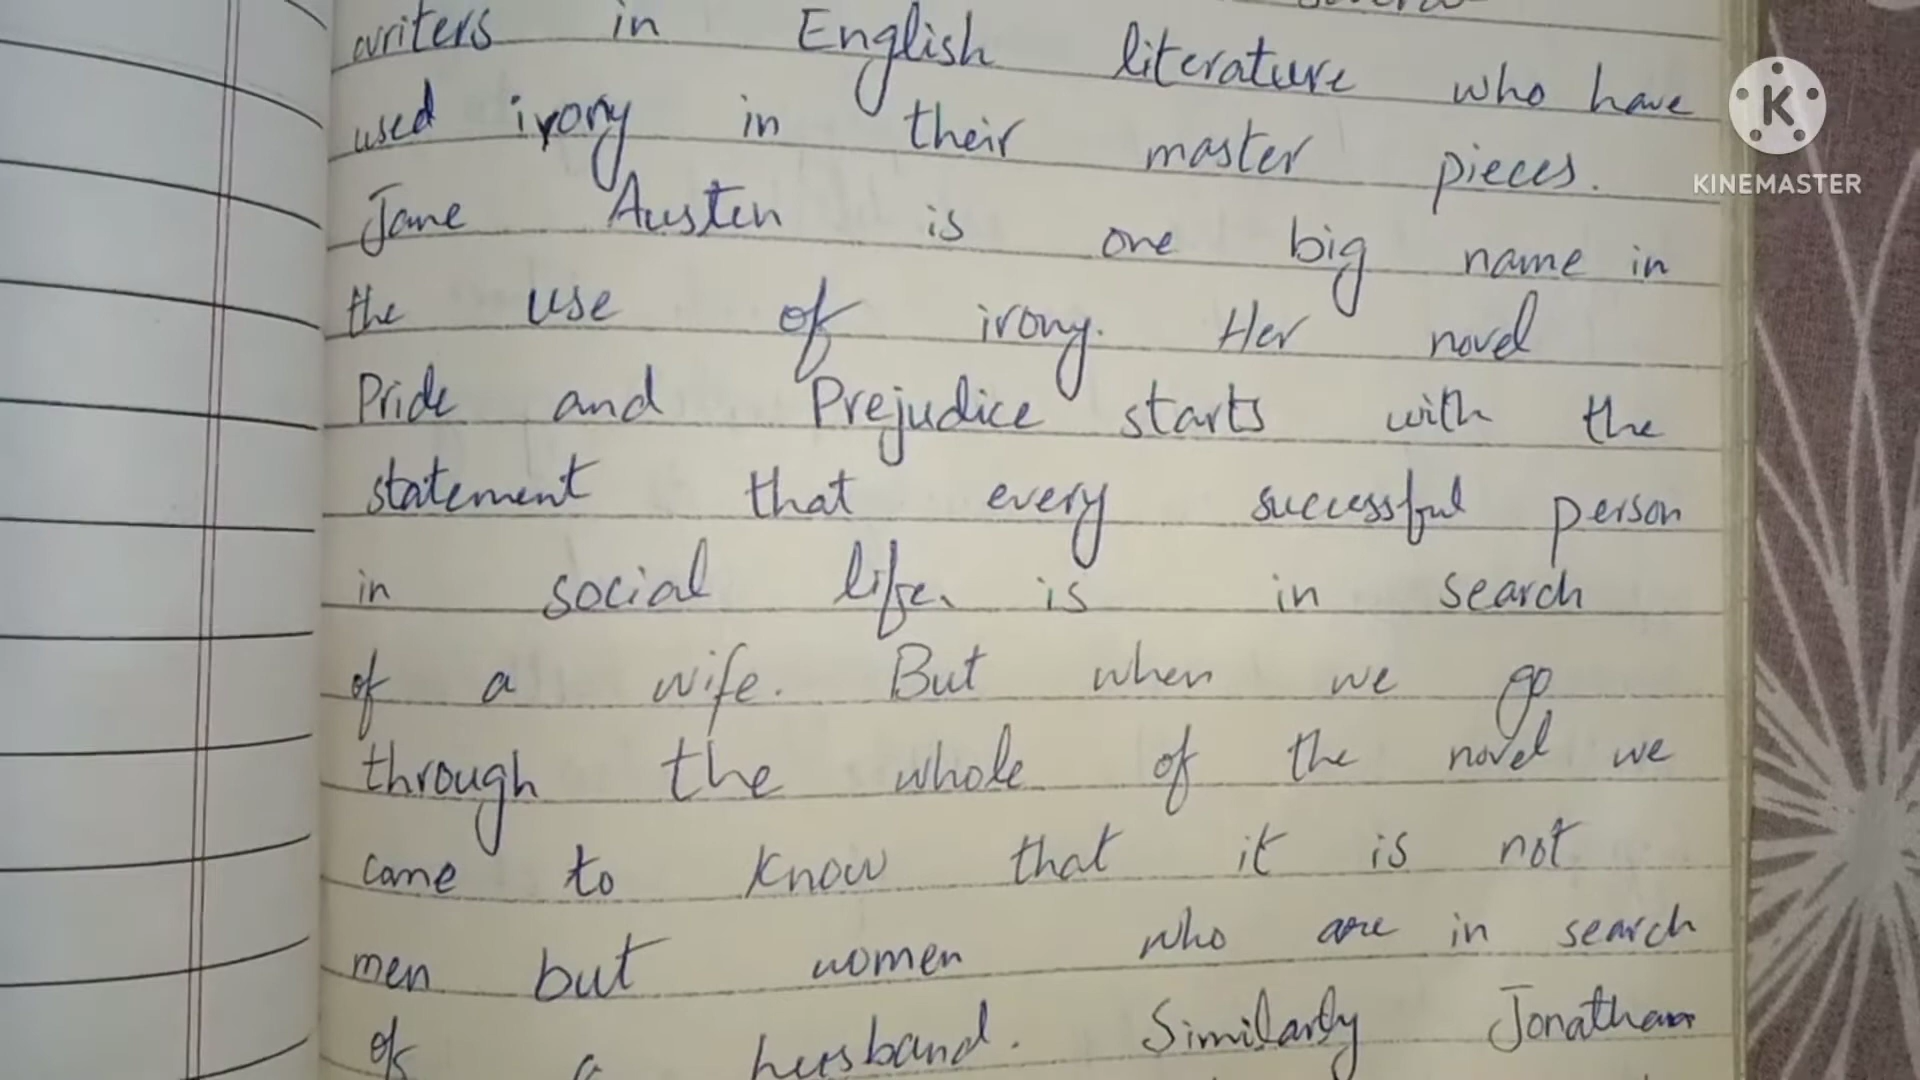 writers in English literature who have
used irony in their master pieces.
Jane Austen is one big name in
the use of irony. Her novel
Pride and Prejudice starts with the
statement that every successful person
in social life is in search
of a wife. But when we go
through the whole of the novel we
come to know that it is not
men but women who are in search
of a husband. Similarly Jonathan
K
KINEMASTER